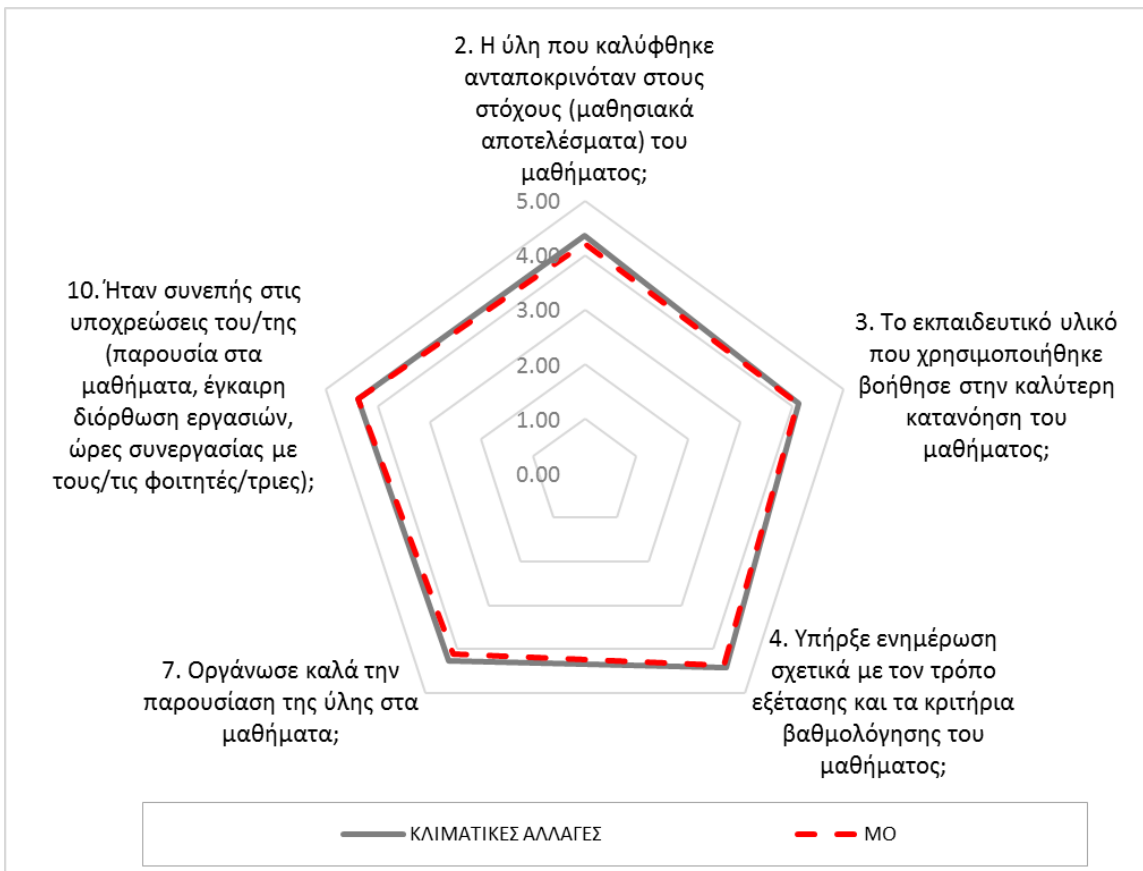 2. Η ύλη που καλύφθηκε
ανταποκρινόταν στους
στόχους (μαθησιακά
αποτελέσματα) του
μαθήματος;
5.00
4.00
3.00
2.00
1.00
0.00
3. Το εκπαιδευτικό υλικό
που χρησιμοποιήθηκε
βοήθησε στην καλύτερη
κατανόηση του
μαθήματος;
4. Υπήρξε ενημέρωση
σχετικά με τον τρόπο
εξέτασης και τα κριτήρια
βαθμολόγησης του
μαθήματος;
7. Οργάνωσε καλά την
παρουσίαση της ύλης στα
μαθήματα;
10. Ήταν συνεπής στις
υποχρεώσεις του/της
(παρουσία στα
μαθήματα, έγκαιρη
διόρθωση εργασιών,
ώρες συνεργασίας με
τους/τις φοιτητές/τριες);
ΚΛΙΜΑΤΙΚΕΣ ΑΛΛΑΓΕΣ
ΜΟ